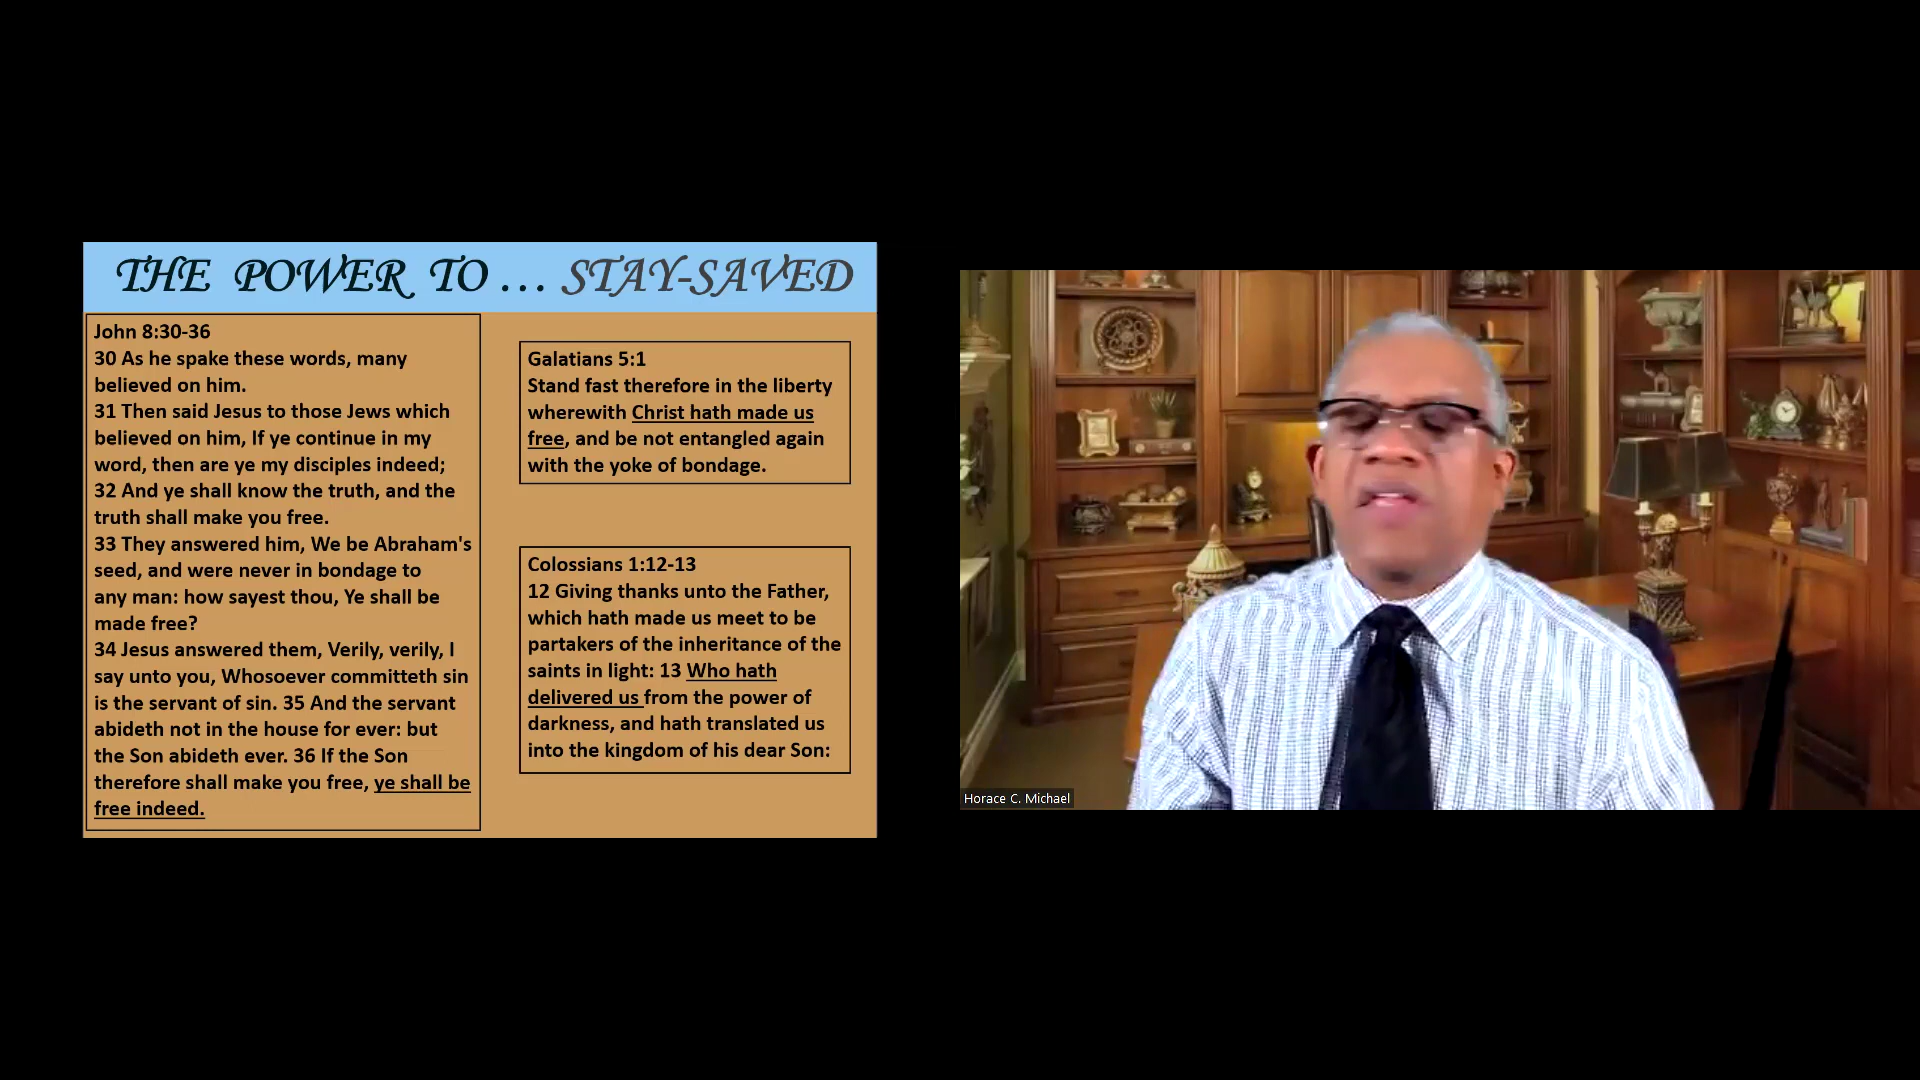 THE POWER TO ... STAY-SAVED
John 8:30-36
30 As he spake these words, many
believed on him.
31 Then said Jesus to those Jews which
believed on him, If ye continue in my
word, then are ye my disciples indeed;
32 And ye shall know the truth, and the
truth shall make you free.
33 They answered him, We be Abraham's
seed, and were never in bondage to
any man: how sayest thou, Ye shall be
made free?
34 Jesus answered them, Verily, verily, I
say unto you, Whosoever committeth sin
is the servant of sin. 35 And the servant
abideth not in the house for ever: but
the Son abideth ever. 36 If the Son
therefore shall make you free, ye shall be
free indeed.
Galatians 5:1
Stand fast therefore in the liberty
wherewith Christ hath made us
free, and be not entangled again
with the yoke of bondage.
Colossians 1:12-13
12 Giving thanks unto the Father,
which hath made us meet to be
partakers of the inheritance of the
saints in light: 13 Who hath
delivered us from the power of
darkness, and hath translated us
into the kingdom of his dear Son:
Horace C. Michael